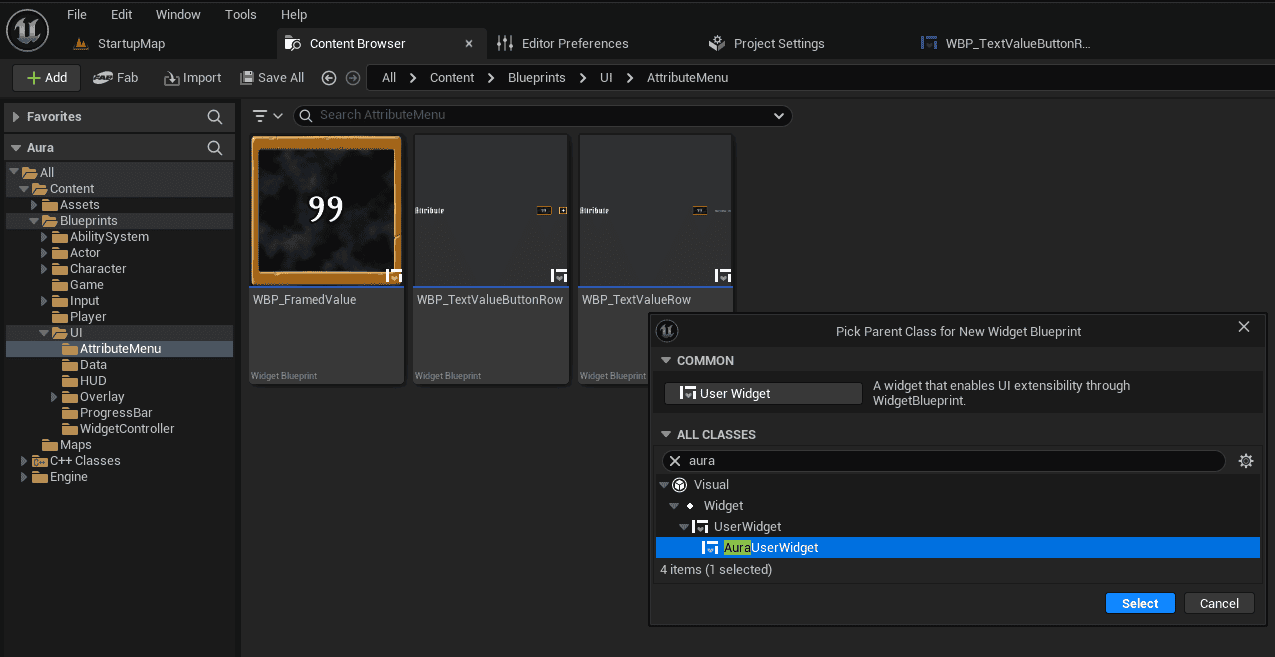 File Edit Window Tools Help
StartupMap Content Browser Editor Preferences Project Settings WBP_TextValueButtonR...
Add Fab Import Save All All Content Blueprints UI AttributeMenu
Favorites
Search AttributeMenu
Aura
All
Content
Assets
Blueprints
AbilitySystem
Actor
Character
Game
Input
Player
UI
AttributeMenu
Data
HUD
Overlay
ProgressBar
WidgetController
Maps
C++ Classes
Engine
99
WBP_FramedValue
Widget Blueprint
Attribute 99
WBP_TextValueButtonRow
Widget Blueprint
Attribute 99
WBP_TextValueRow
Widget Blueprint
Pick Parent Class for New Widget Blueprint
COMMON
User Widget
A widget that enables UI extensibility through
WidgetBlueprint.
ALL CLASSES
aura
Visual
Widget
UserWidget
AuraUserWidget
4 items (1 selected)
Select Cancel